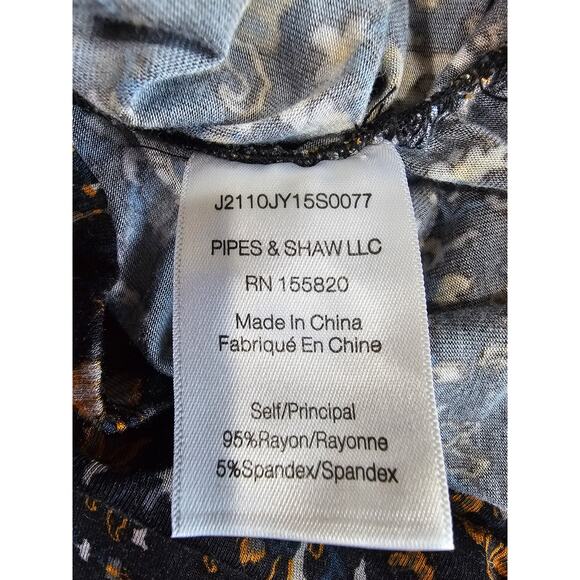 J2110JY15S0077
PIPES & SHAW LLC
RN 155820
Made In China
Fabriqué En Chine
Self/Principal
95%Rayon/Rayonne
5%Spandex/Spandex